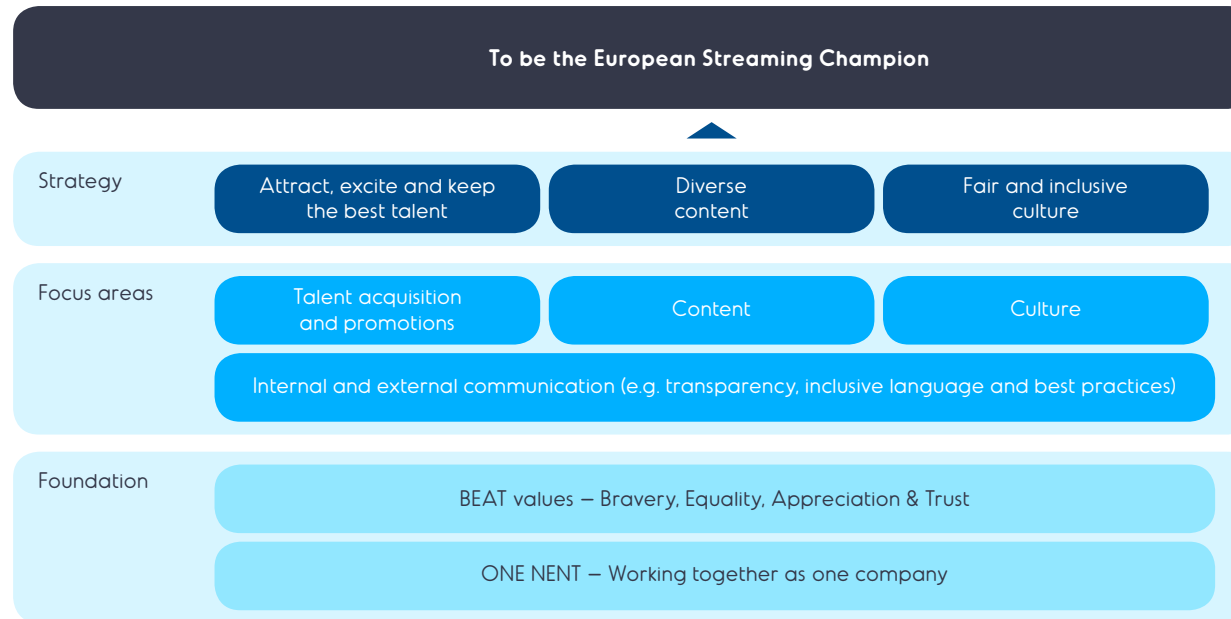 To be the European Streaming Champion
Strategy
Attract, excite and keep
the best talent
Diverse
content
Fair and inclusive
culture
Focus areas
Talent acquisition
and promotions
Content
Culture
Internal and external communication (e.g. transparency, inclusive language and best practices)
Foundation
BEAT values – Bravery, Equality, Appreciation & Trust
ONE NENT – Working together as one company